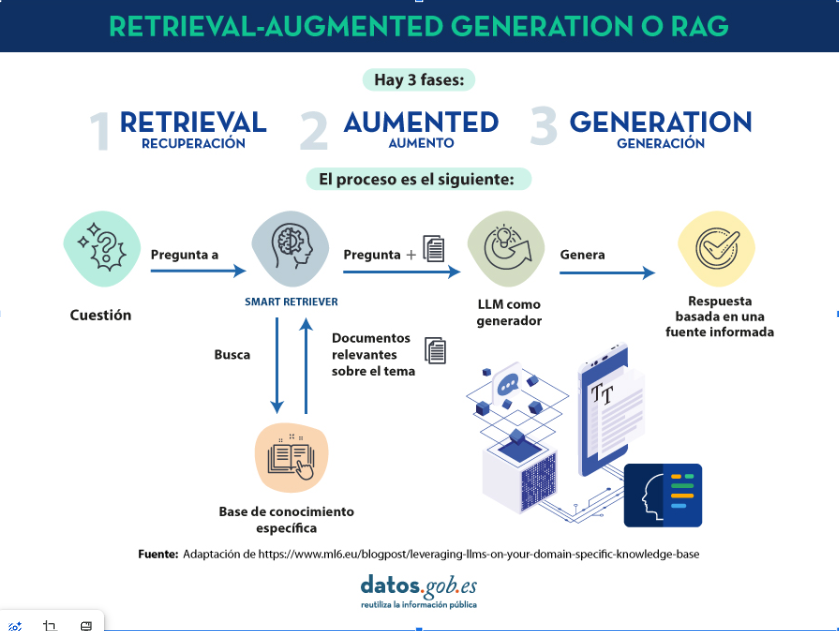 RETRIEVAL-AUGMENTED GENERATION O RAG
Hay 3 fases:
1 RETRIEVAL
RECUPERACIÓN
2 AUMENTED
AUMENTO
3 GENERATION
GENERACIÓN
El proceso es el siguiente:
Cuestión
Pregunta a
SMART RETRIEVER
Pregunta +
LLM como
generador
Genera
Respuesta
basada en una
fuente informada
Busca
Documentos
relevantes
sobre el tema
TT
Base de conocimiento
específica
Fuente: Adaptación de https://www.ml6.eu/blogpost/leveraging-llms-on-your-domain-specific-knowledge-base
datos.gob.es
reutiliza la información pública